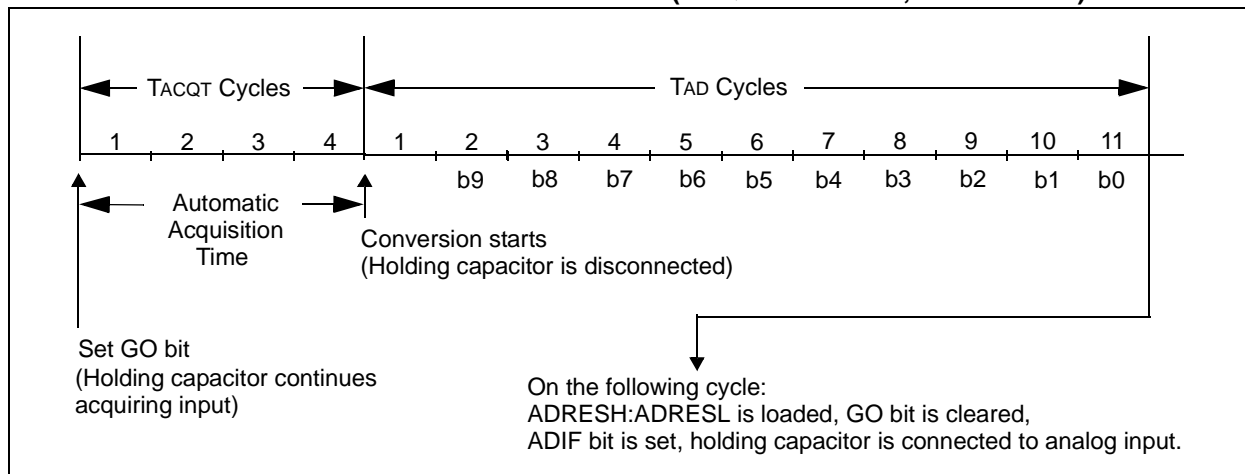 TACQT Cycles
TAD Cycles
1 2 3 4 1 2 3 4 5 6 7 8 9 10 11
b9 b8 b7 b6 b5 b4 b3 b2 b1 b0
Automatic
Acquisition
Time
Conversion starts
(Holding capacitor is disconnected)
Set GO bit
(Holding capacitor continues
acquiring input)
On the following cycle:
ADRESH:ADRESL is loaded, GO bit is cleared,
ADIF bit is set, holding capacitor is connected to analog input.